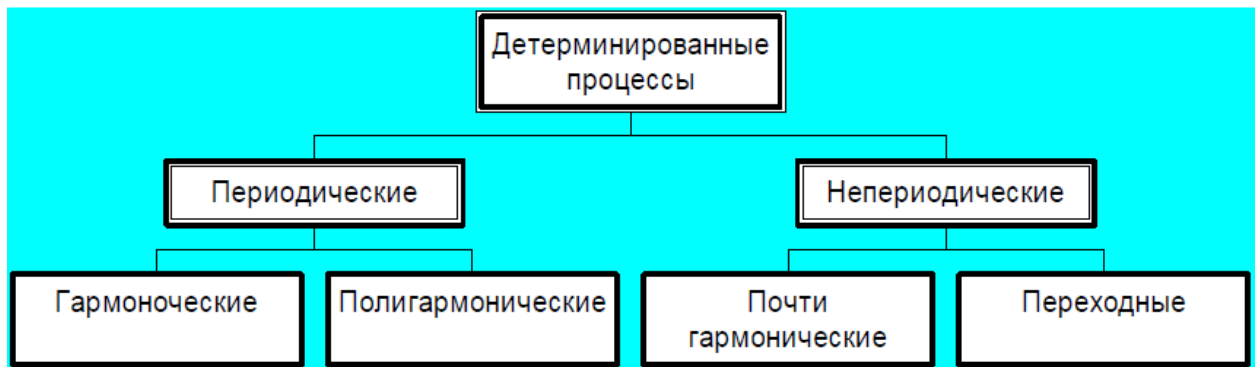 Детерминированные
процессы
Периодические
Непериодические
Гармоноческие
Полигармонические
Почти
гармонические
Переходные